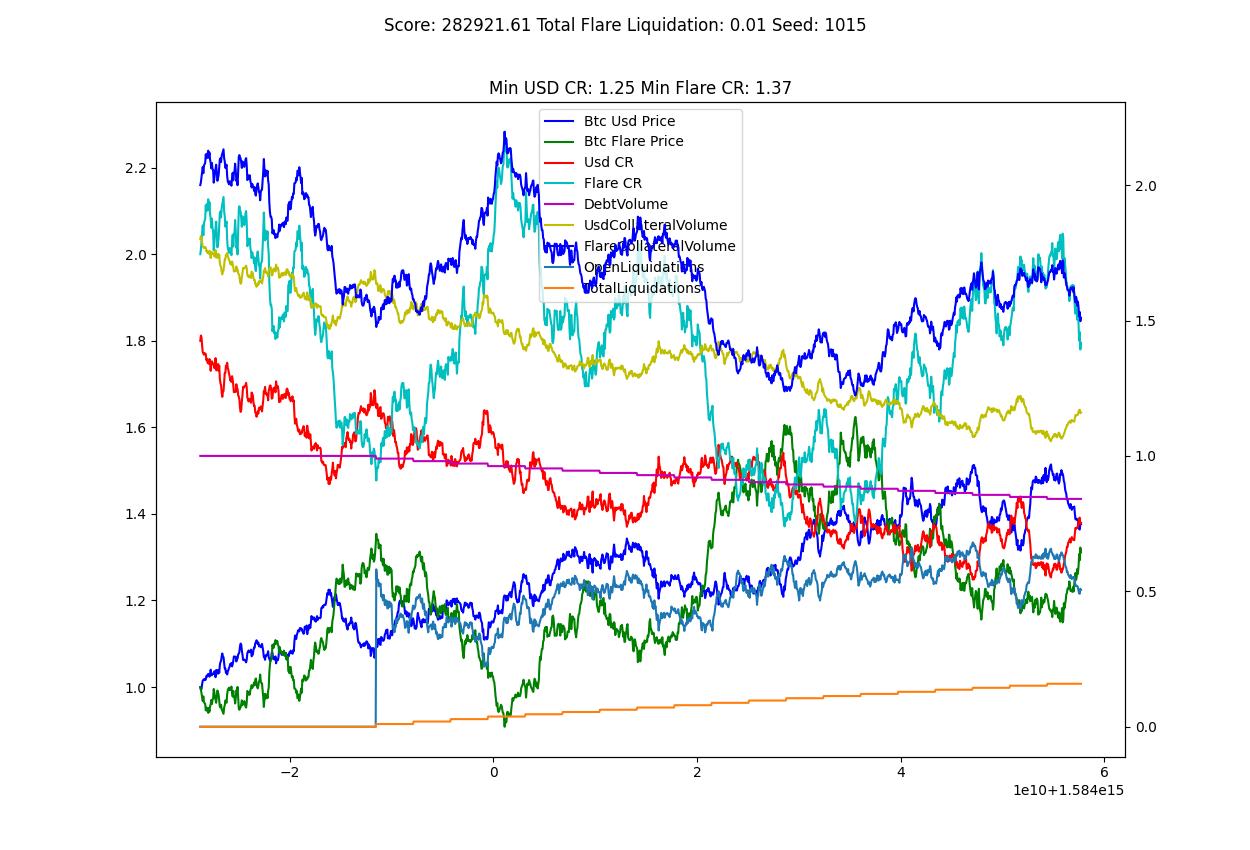 Score: 282921.61 Total Flare Liquidation: 0.01 Seed: 1015
Min USD CR: 1.25 Min Flare CR: 1.37
Btc Usd Price
Btc Flare Price
Usd CR
Flare CR
DebtVolume
UsdCollateralVolume
FlareCollateralVolume
OpenLiquidations
TotalLiquidations
2.2
2.0
1.8
1.6
1.4
1.2
1.0
2.0
1.5
1.0
0.5
0.0
−2 0 2 4 6
1e10+1.584e15